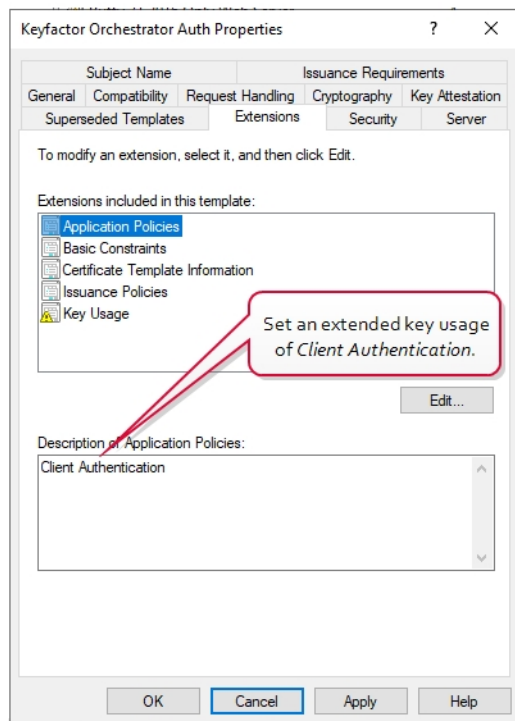 Keyfactor Orchestrator Auth Properties ? ×
Subject Name Issuance Requirements
General Compatibility Request Handling Cryptography Key Attestation
Superseded Templates Extensions Security Server
To modify an extension, select it, and then click Edit.
Extensions included in this template:
Application Policies
Basic Constraints
Certificate Template Information
Issuance Policies
Key Usage
Set an extended key usage
of Client Authentication.
Edit...
Description of Application Policies:
Client Authentication
OK Cancel Apply Help